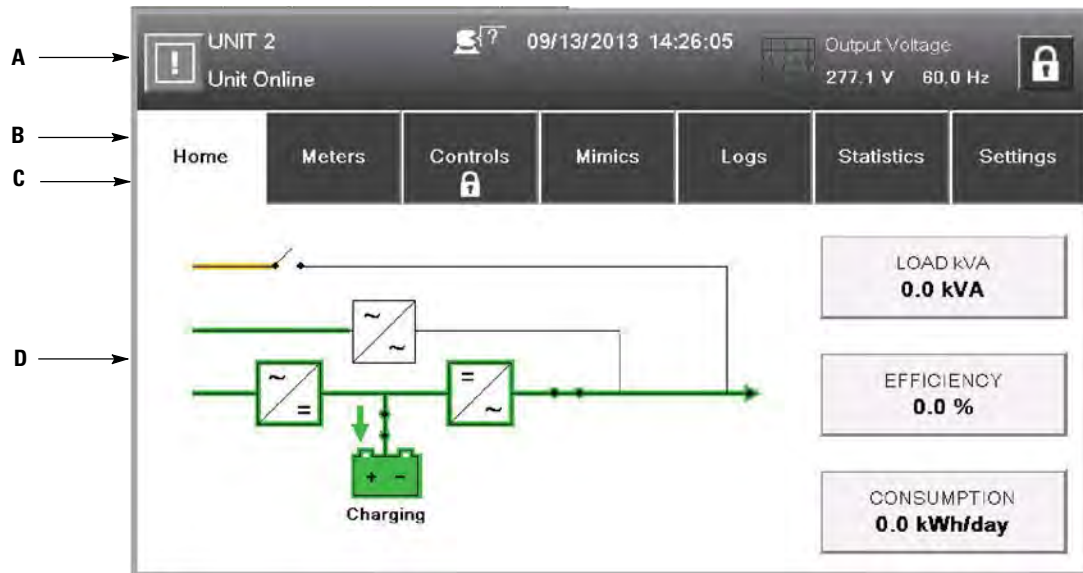 A
UNIT 2
Unit Online
? 09/13/2013 14:26:05
Output Voltage
277.1 V 60.0 Hz
B
C
Home Meters Controls Mimics Logs Statistics Settings
LOAD kVA
0.0 kVA
~
~
D
~
=
=
~
EFFICIENCY
0.0 %
+ -
Charging
CONSUMPTION
0.0 kWh/day